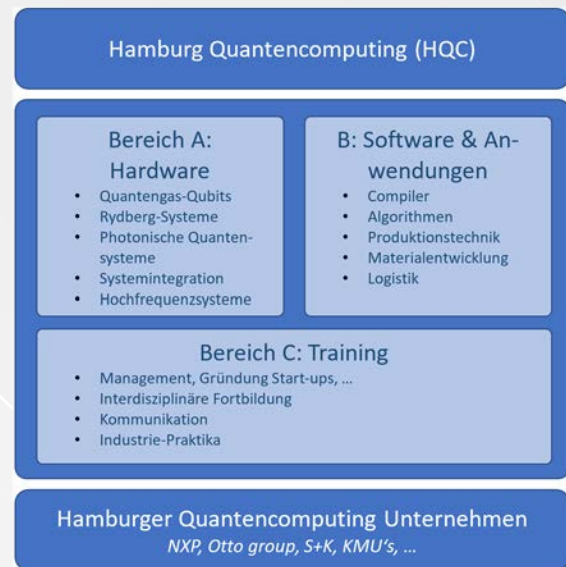 Hamburg Quantencomputing (HQC)
Bereich A:
Hardware
• Quantengas-Qubits
• Rydberg-Systeme
• Photonische Quanten-
systeme
• Systemintegration
• Hochfrequenzsysteme
B: Software & An-
wendungen
• Compiler
• Algorithmen
• Produktionstechnik
• Materialentwicklung
• Logistik
Bereich C: Training
• Management, Gründung Start-ups, ...
• Interdisziplinäre Fortbildung
• Kommunikation
• Industrie-Praktika
Hamburger Quantencomputing Unternehmen
NXP, Otto group, S+K, KMU's, ...